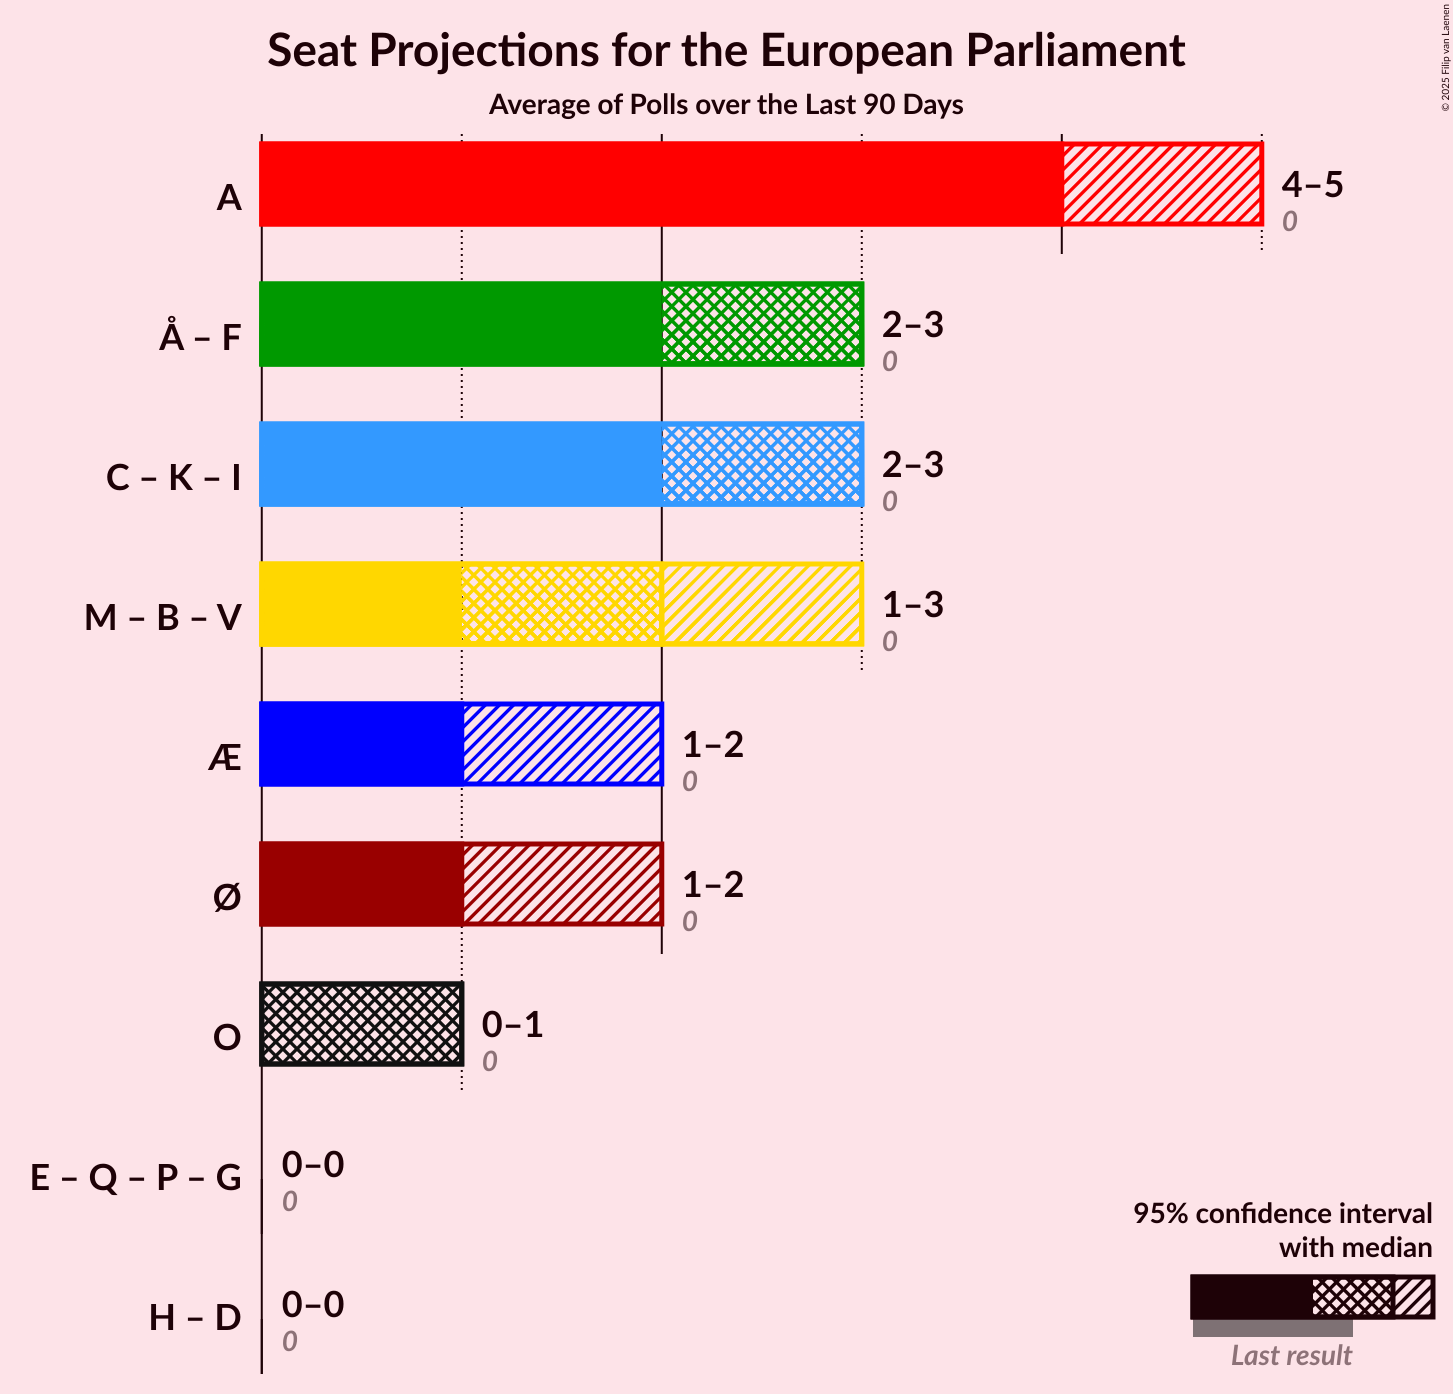 Seat Projections for the European Parliament
Average of Polls over the Last 90 Days
© 2025 Filip van Laenen
A
4–5
0
Å – F
2–3
0
C – K – I
2–3
0
M – B – V
1–3
0
Æ
1–2
0
Ø
1–2
0
O
0–1
0
E – Q – P – G
0–0
0
H – D
0–0
0
95% confidence interval
with median
Last result